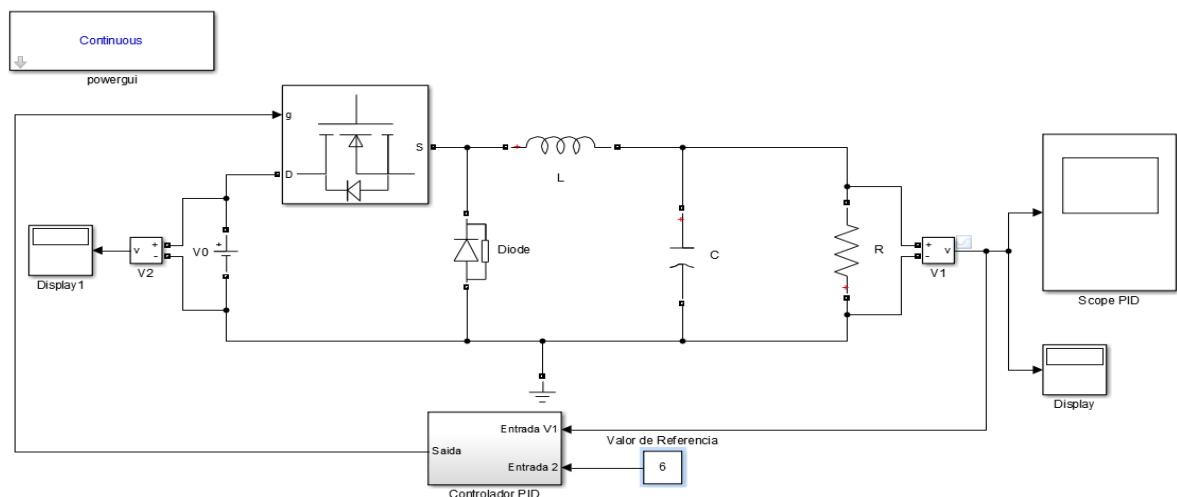 Continuous
powergui
g
D
S
L
Diode
C
R
V0
+
v
+
-
V2
Display1
+
-
v
V1
Scope PID
Display
Entrada V1
Saida
Entrada 2
Controlador PID
Valor de Referencia
6